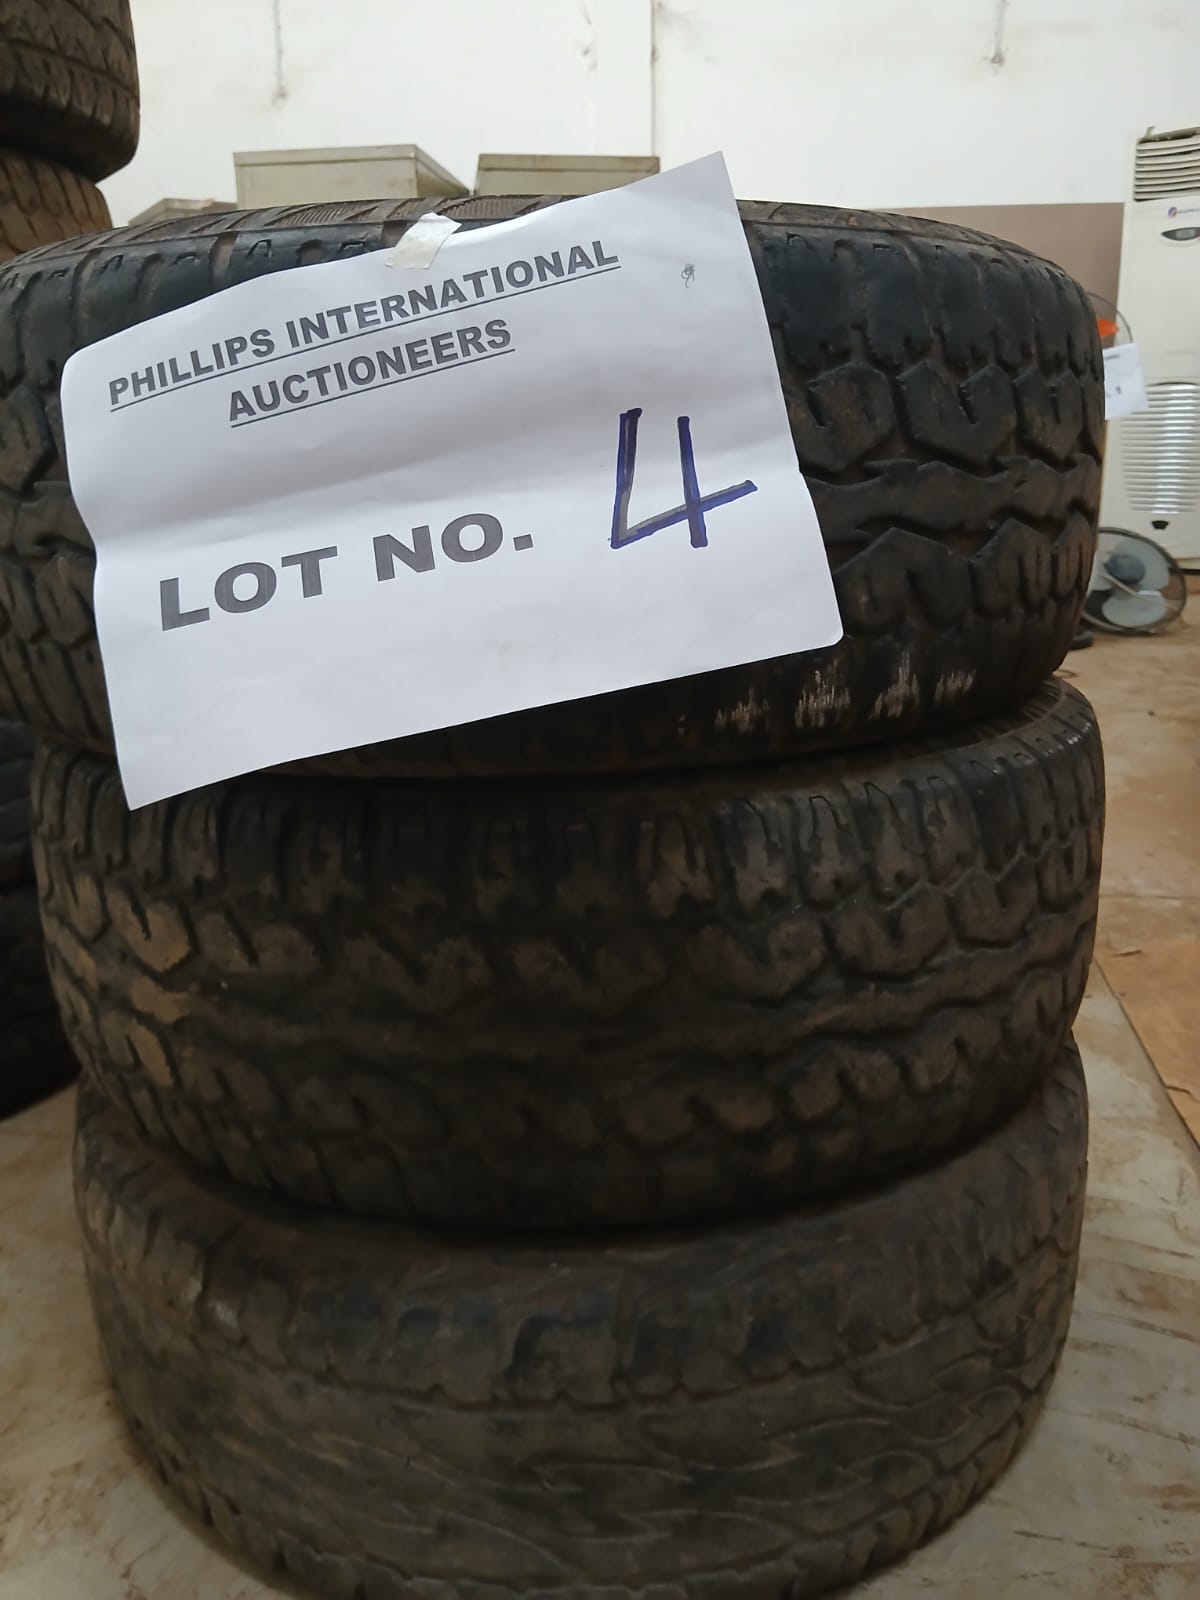 PHILLIPS INTERNATIONAL
AUCTIONEERS
LOT NO. 4